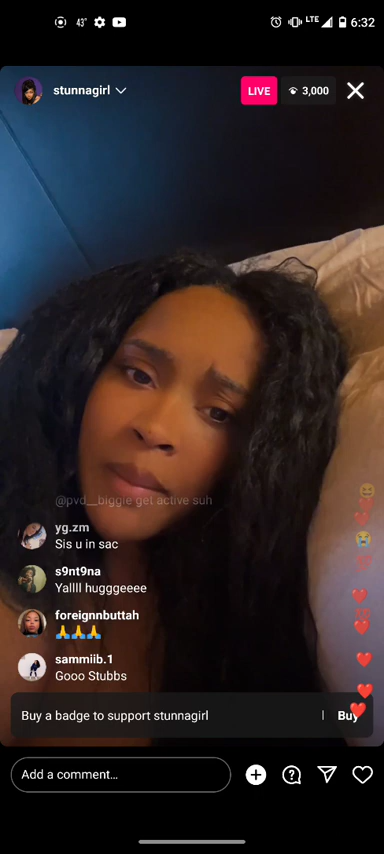 43°
LTE
6:32
stunnagirl
LIVE
3,000
@pvd__biggie get active suh
yg.zm
Sis u in sac
s9nt9na
Yallll hugggeeee
foreignnbuttah
🙏🙏🙏
sammiib.1
Gooo Stubbs
Buy a badge to support stunnagirl
Buy
Add a comment...